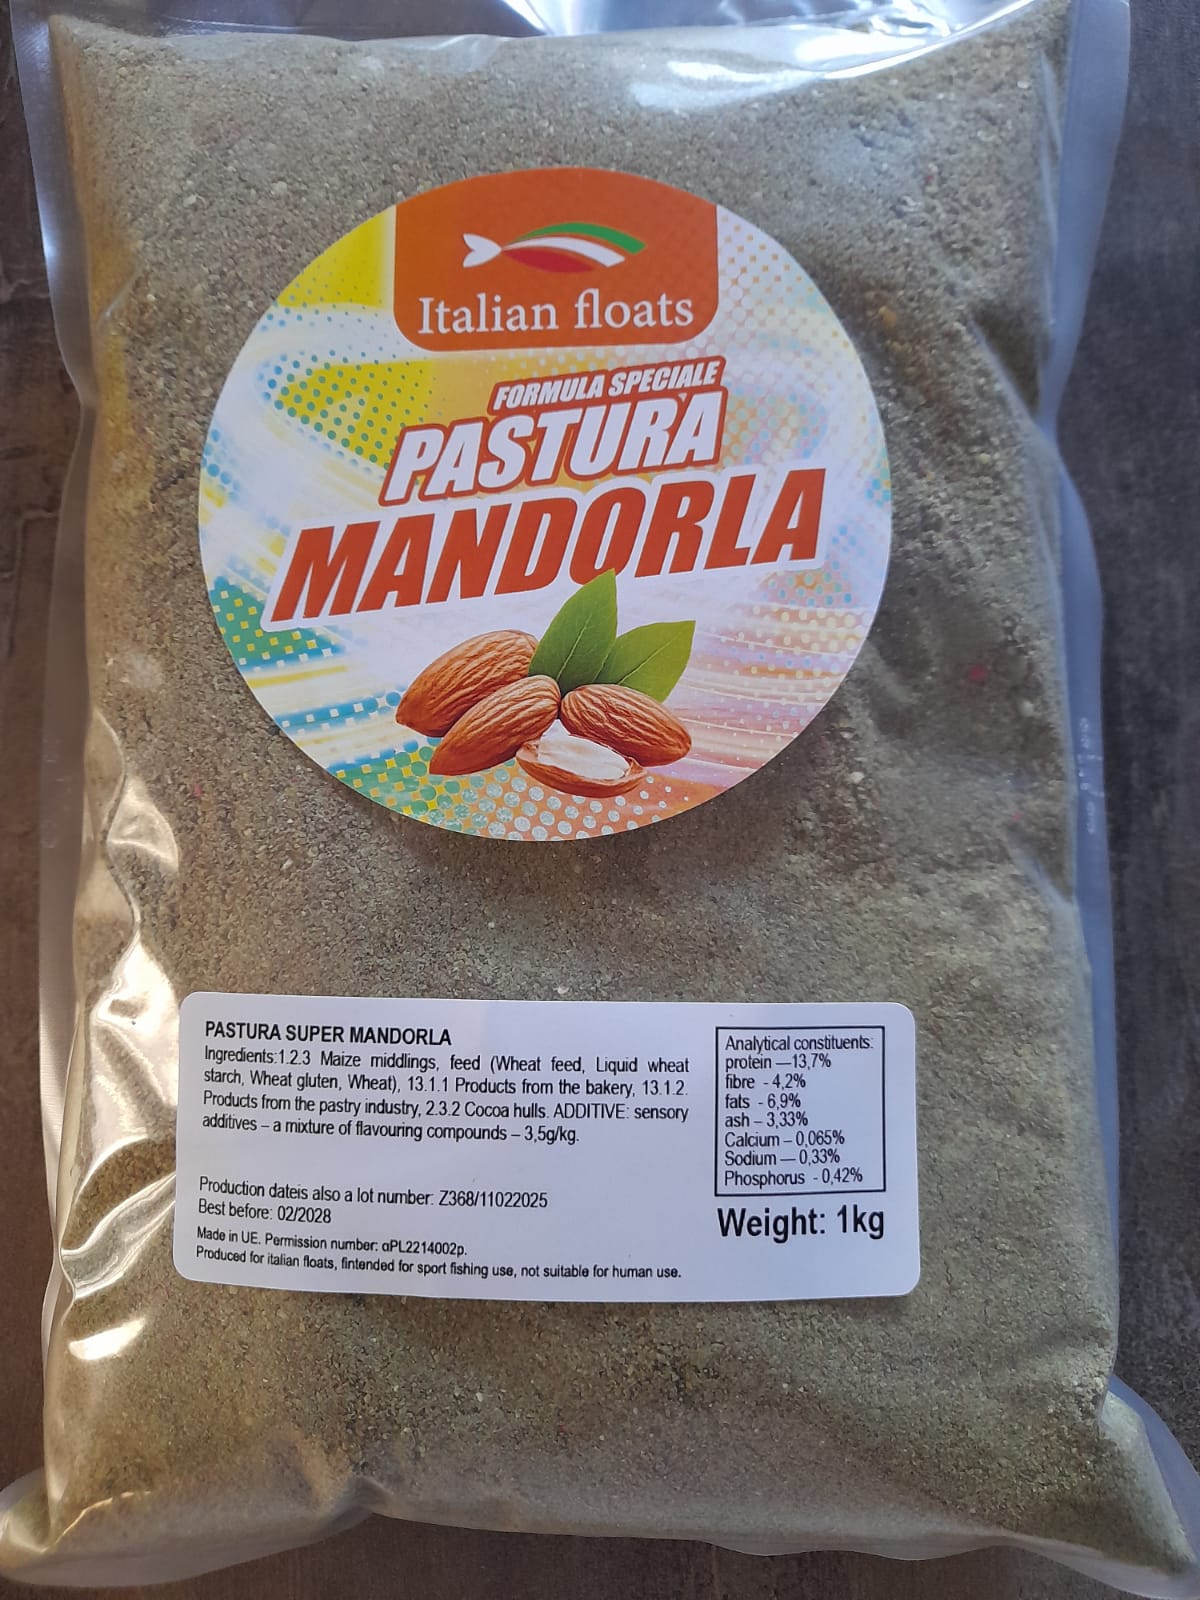 Italian floats
FORMULA SPECIALE
PASTURA
MANDORLA
PASTURA SUPER MANDORLA
Ingredients:1.2.3 Maize middlings, feed (Wheat feed, Liquid wheat
starch, Wheat gluten, Wheat), 13.1.1 Products from the bakery, 13.1.2.
Products from the pastry industry, 2.3.2 Cocoa hulls. ADDITIVE: sensory
additives – a mixture of flavouring compounds – 3,5g/kg.
Production dateis also a lot number: Z368/11022025
Best before: 02/2028
Made in UE. Permission number: αPL2214002p.
Produced for italian floats, fintended for sport fishing use, not suitable for human use.
Analytical constituents:
protein —13,7%
fibre - 4,2%
fats - 6,9%
ash – 3,33%
Calcium – 0,065%
Sodium — 0,33%
Phosphorus - 0,42%
Weight: 1kg